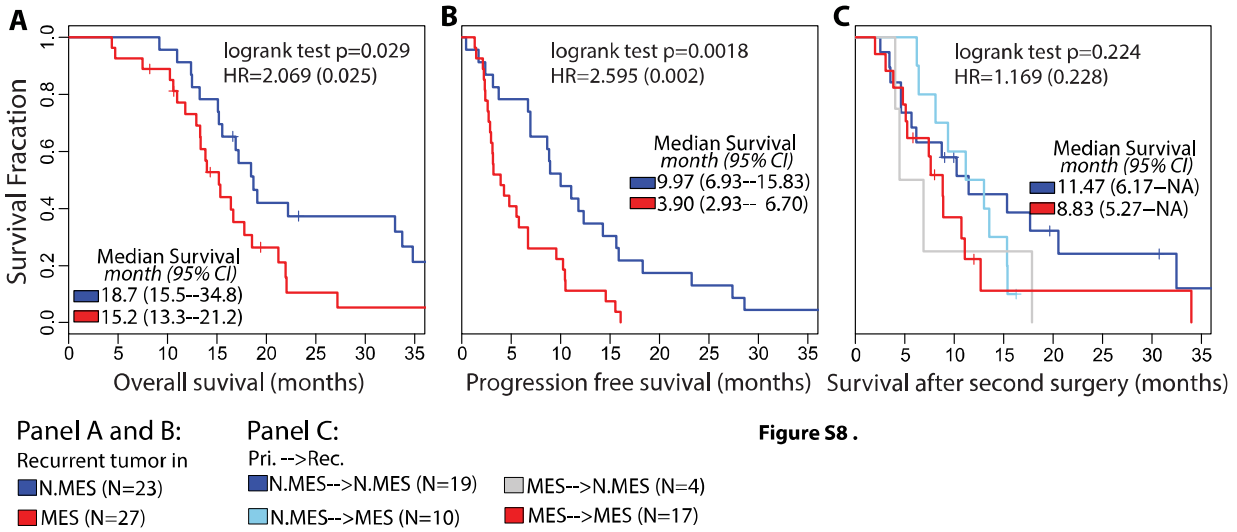 A
logrank test p=0.029
HR=2.069 (0.025)
Median Survival
month (95% CI)
18.7 (15.5--34.8)
15.2 (13.3--21.2)
Survival Fracation
0.0 0.2 0.4 0.6 0.8 1.0
0 5 10 15 20 25 30 35
Overall suvival (months)
B
logrank test p=0.0018
HR=2.595 (0.002)
Median Survival
month (95% CI)
9.97 (6.93--15.83)
3.90 (2.93-- 6.70)
0 5 10 15 20 25 30 35
Progression free suvival (months)
C
logrank test p=0.224
HR=1.169 (0.228)
Median Survival
month (95% CI)
11.47 (6.17–NA)
8.83 (5.27–NA)
0 5 10 15 20 25 30 35
Survival after second surgery (months)
Panel A and B:
Recurrent tumor in
N.MES (N=23)
MES (N=27)
Panel C:
Pri. -->Rec.
N.MES-->N.MES (N=19)
N.MES-->MES (N=10)
MES-->N.MES (N=4)
MES-->MES (N=17)
Figure S8 .